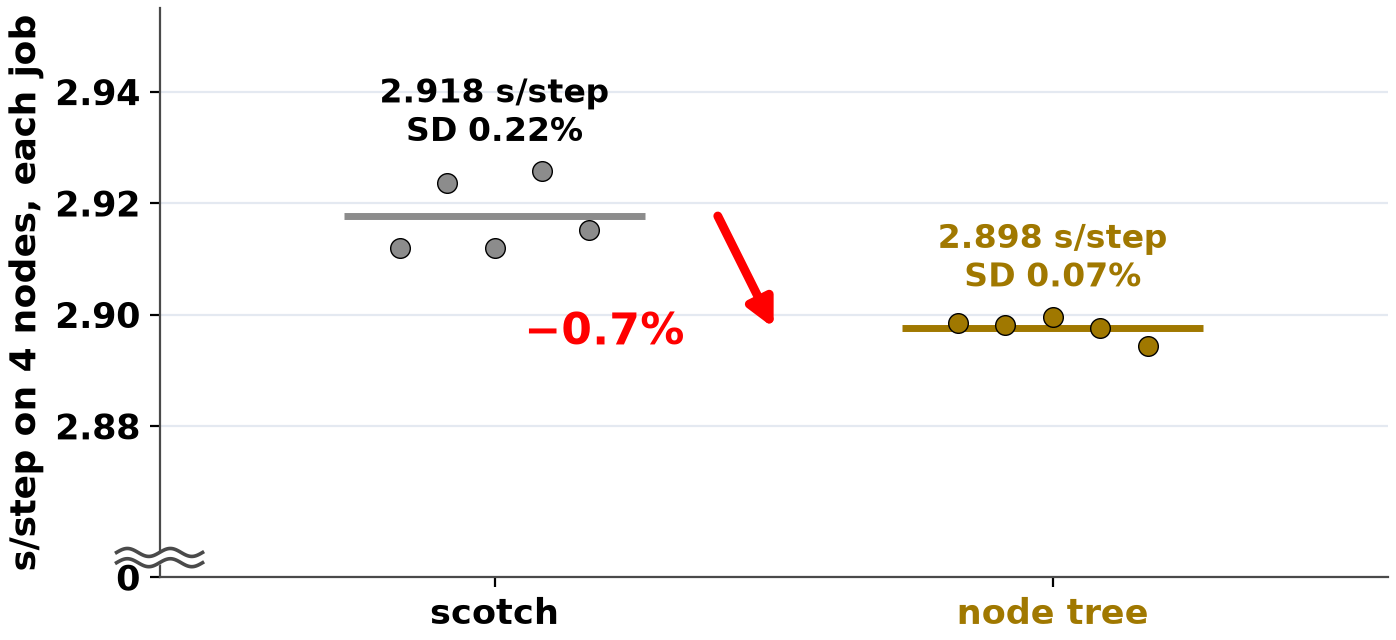 s/step on 4 nodes, each job
2.94
2.92
2.90
2.88
0
2.918 s/step
SD 0.22%
−0.7%
2.898 s/step
SD 0.07%
scotch
node tree